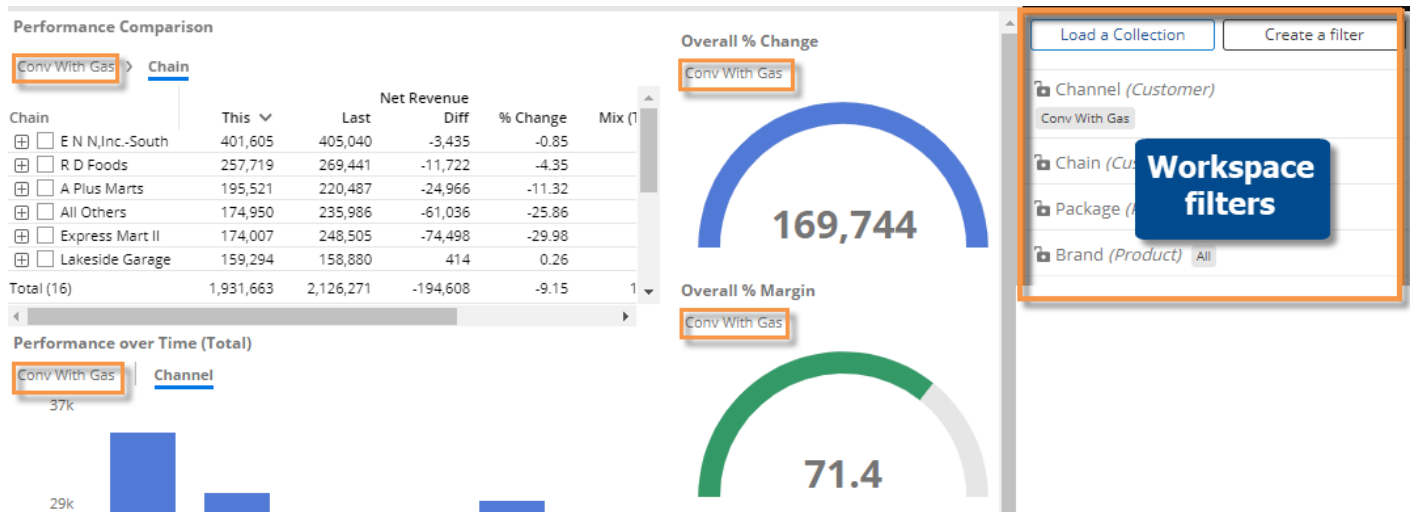 Performance Comparison
Conv With Gas > Chain
Net Revenue
Chain This Last Diff % Change Mix
E N N,Inc.-South 401,605 405,040 -3,435 -0.85
R D Foods 257,719 269,441 -11,722 -4.35
A Plus Marts 195,521 220,487 -24,966 -11.32
All Others 174,950 235,986 -61,036 -25.86
Express Mart II 174,007 248,505 -74,498 -29.98
Lakeside Garage 159,294 158,880 414 0.26
Total (16) 1,931,663 2,126,271 -194,608 -9.15 1
Performance over Time (Total)
Conv With Gas Channel
37k
29k
Overall % Change
Conv With Gas
169,744
Overall % Margin
Conv With Gas
71.4
Load a Collection Create a filter
Channel (Customer)
Conv With Gas
Chain
Package
Brand (Product) All
Workspace
filters